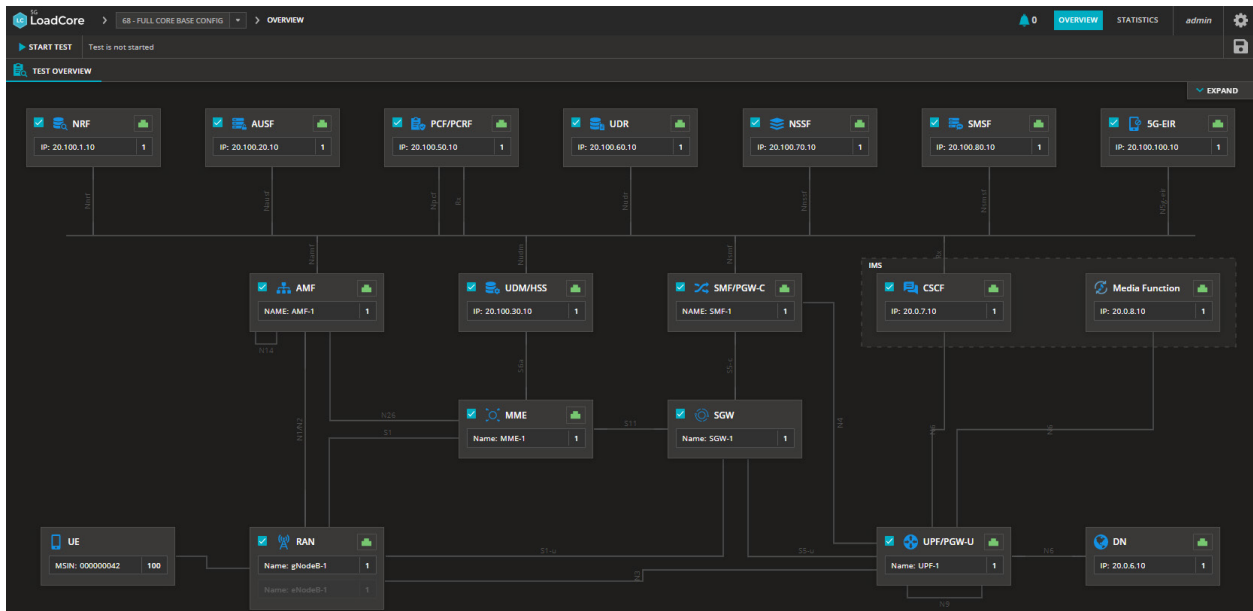 5G
LoadCore > 68 - FULL CORE BASE CONFIG > OVERVIEW 0 OVERVIEW STATISTICS admin
START TEST Test is not started
TEST OVERVIEW
EXPAND
NRF AUSF PCF/PCRF UDR NSSF SMSF 5G-EIR
IP: 20.100.1.10 1 IP: 20.100.20.10 1 IP: 20.100.50.10 1 IP: 20.100.60.10 1 IP: 20.100.70.10 1 IP: 20.100.80.10 1 IP: 20.100.100.10 1
Nnrf Nausf Npcf Rx Nudr Nnssf Nsmsf
Namf Nudm Nsmf Rx
IMS
AMF UDM/HSS SMF/PGW-C CSCF Media Function
NAME: AMF-1 1 IP: 20.100.30.10 1 NAME: SMF-1 1 IP: 20.0.7.10 1 IP: 20.0.8.10 1
N14
S6a S5-c
MME SGW
N26
N1/N2 S1 Name: MME-1 1 S11 Name: SGW-1 1 N4 N6 N6
UE RAN UPF/PGW-U DN
MSIN: 000000042 100 Name: gNodeB-1 1 S1-u S5-u Name: UPF-1 1 N6 IP: 20.0.6.10 1
Name: eNodeB-1 1 N3
N9